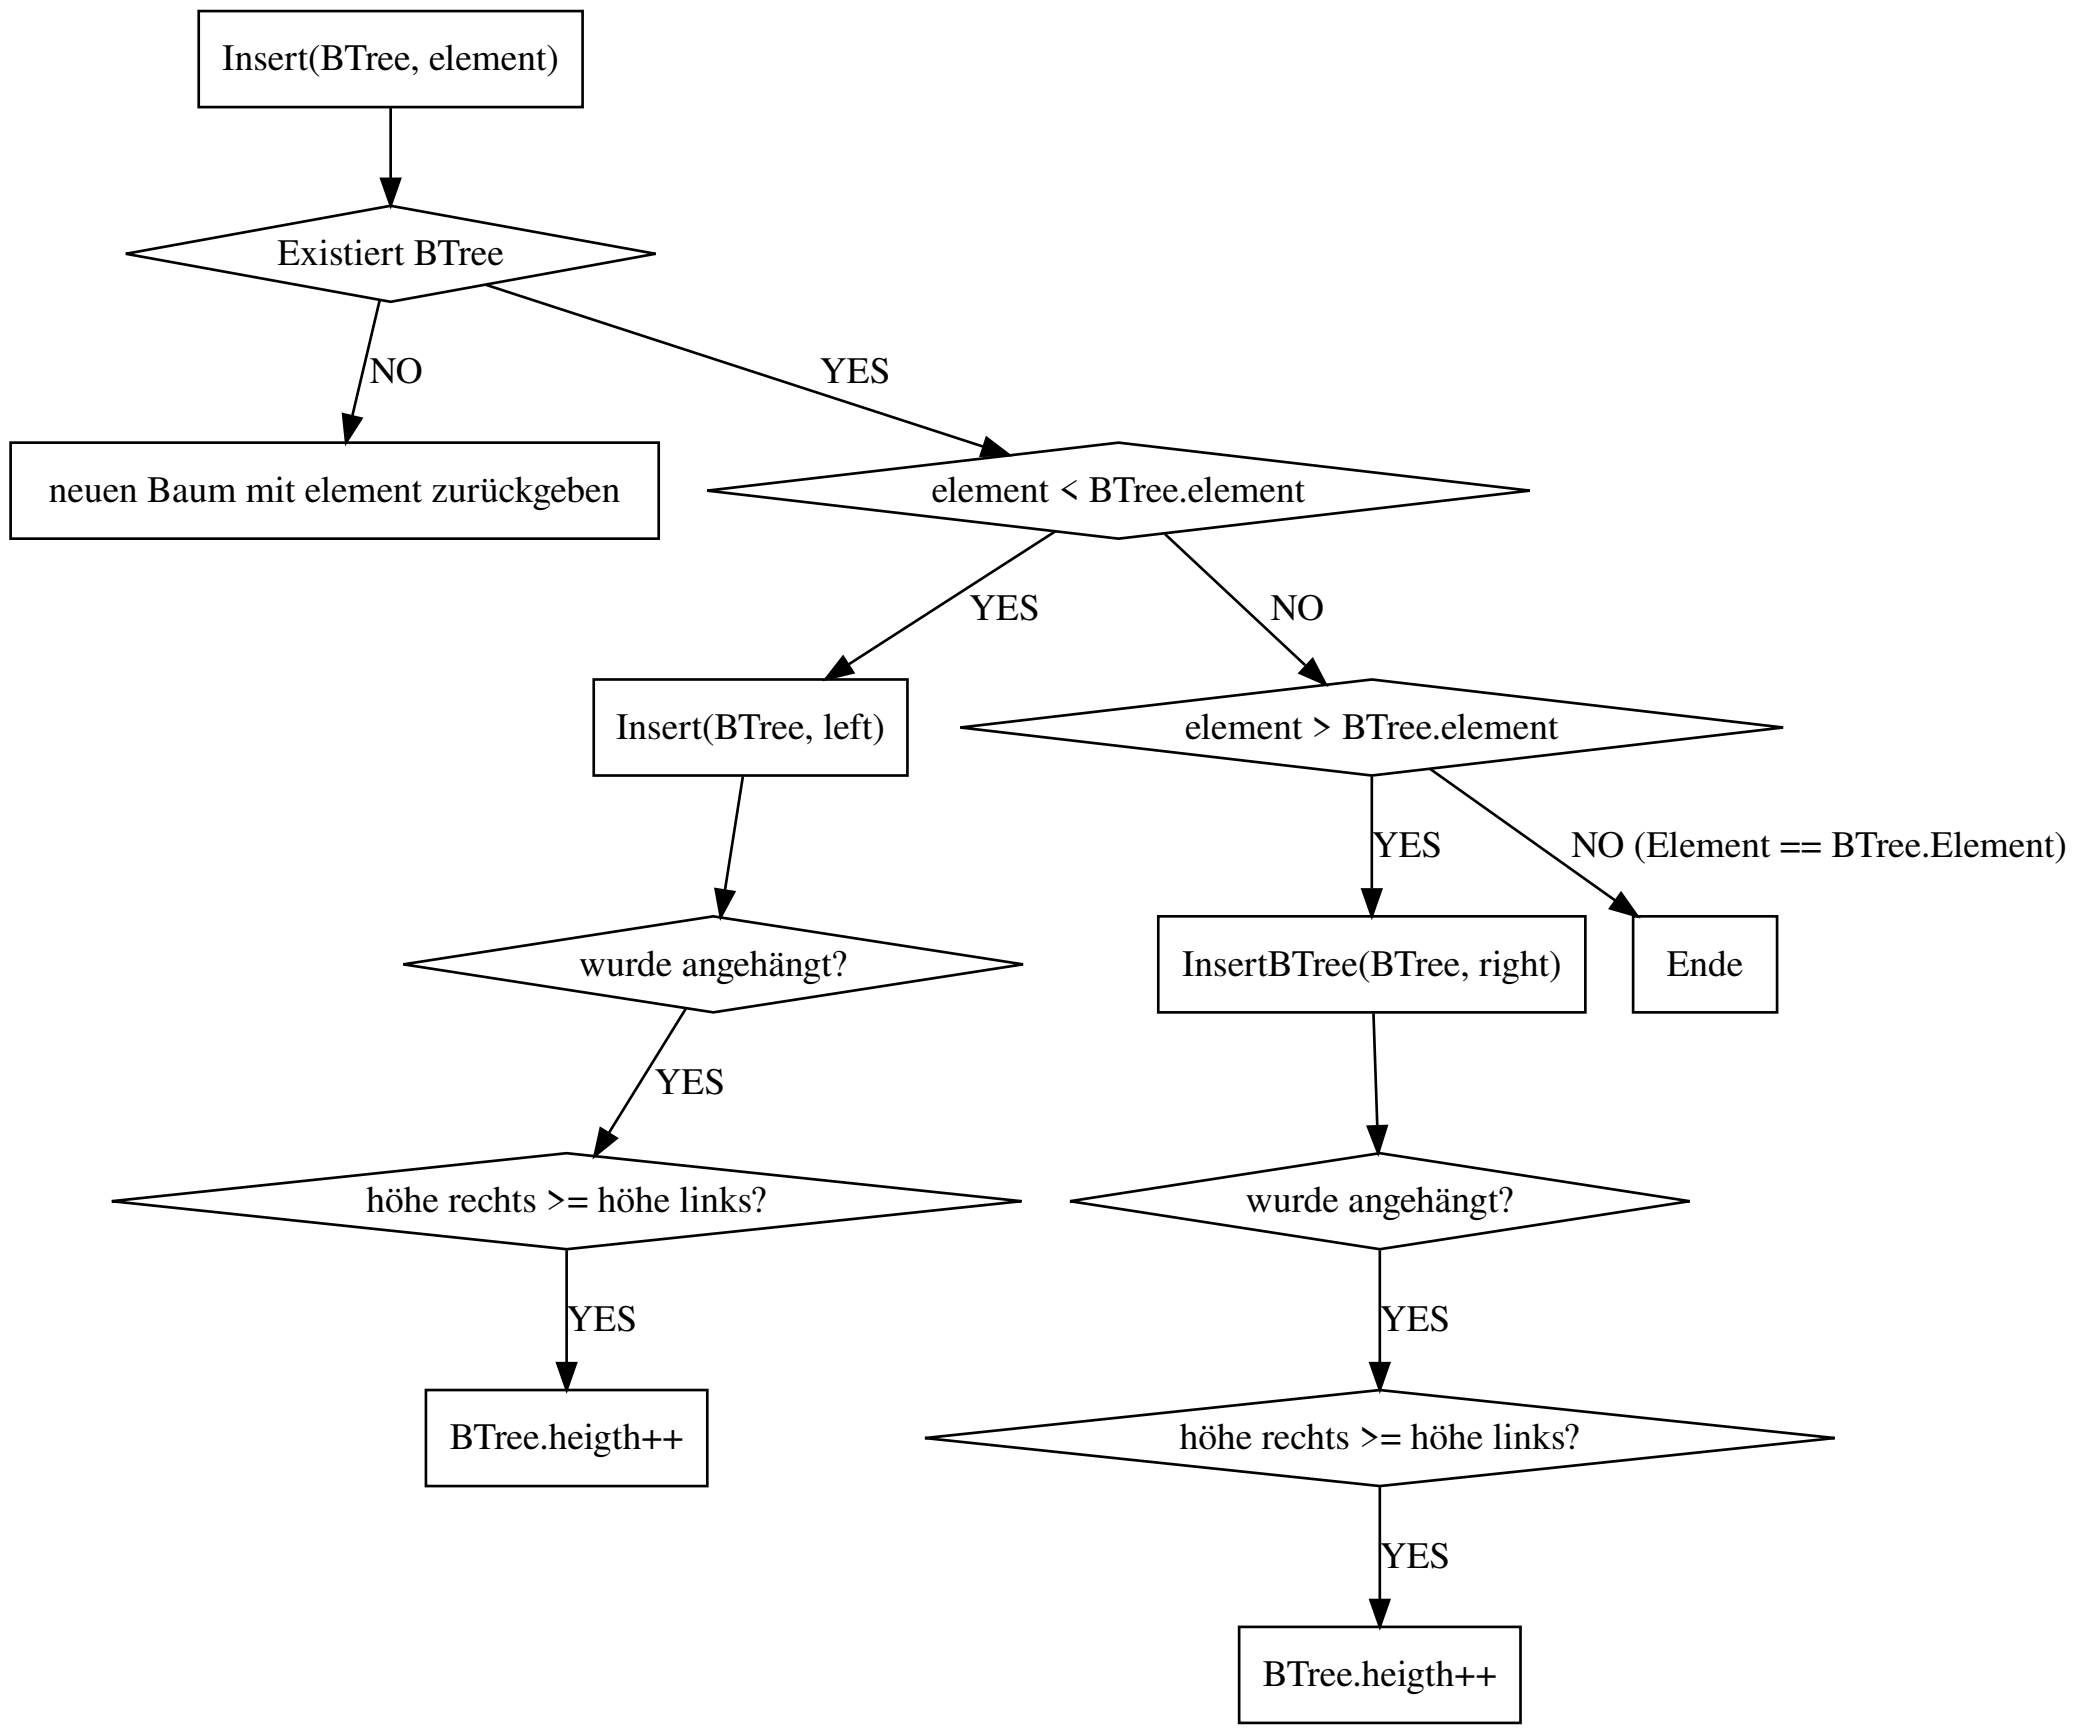 Insert(BTree, element)
Existiert BTree
NO
YES
neuen Baum mit element zurückgeben
element < BTree.element
YES
NO
Insert(BTree, left)
element > BTree.element
YES
NO (Element == BTree.Element)
wurde angehängt?
InsertBTree(BTree, right)
Ende
YES
höhe rechts >= höhe links?
wurde angehängt?
YES
YES
BTree.heigth++
höhe rechts >= höhe links?
YES
BTree.heigth++